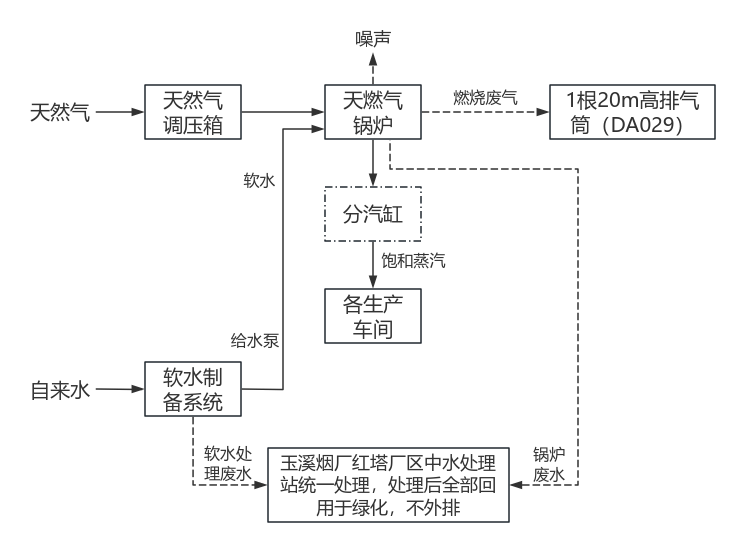 噪声
天然气
天然气
调压箱
天燃气
锅炉
燃烧废气
1根20m高排气
筒（DA029）
软水
分汽缸
饱和蒸汽
各生产
车间
给水泵
自来水
软水制
备系统
软水处
理废水
玉溪烟厂红塔厂区中水处理
站统一处理，处理后全部回
用于绿化，不外排
锅炉
废水